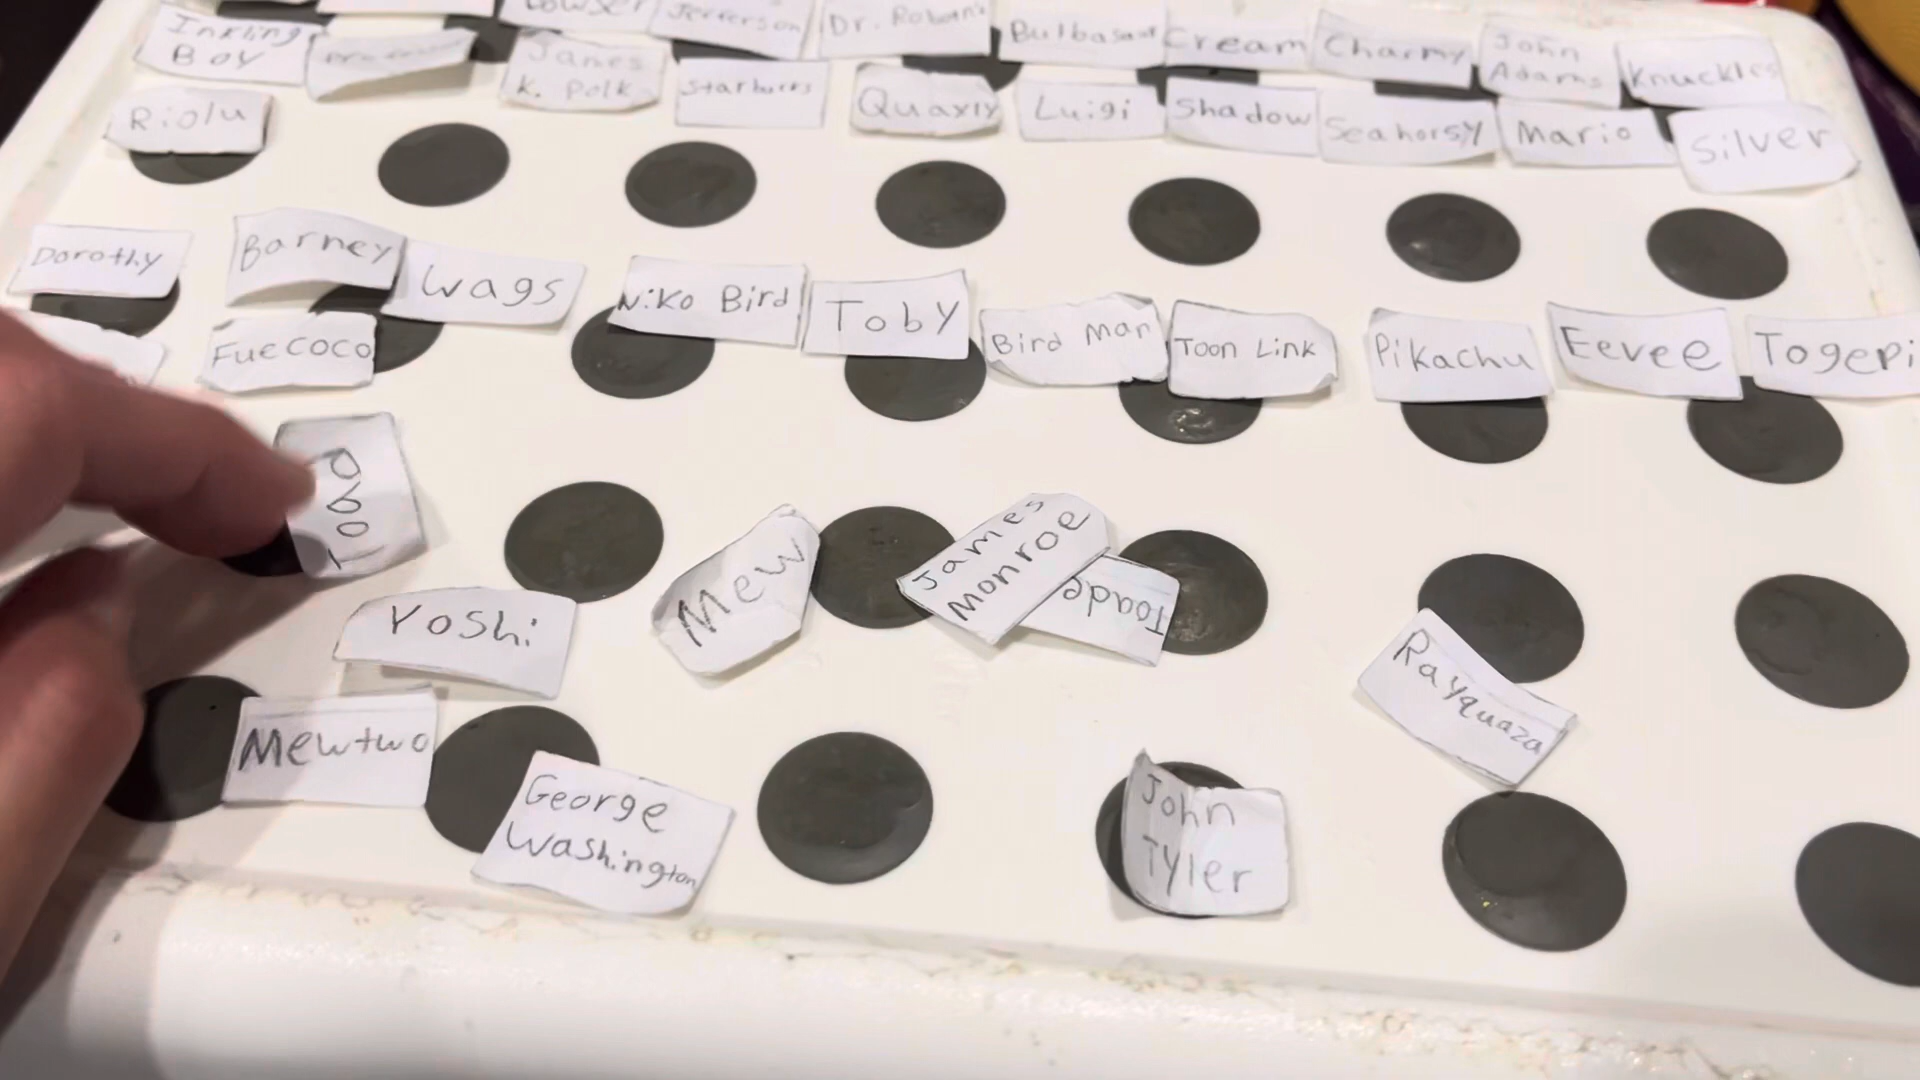 Jefferson
Dr. Robotnik
Bulbasaur
Cream
Charmy
John
Adams
Knuckles
Inkling
Boy
James
K. Polk
Starbucks
Quaxly
Luigi
Shadow
Seahorsy
Mario
Silver
Riolu
Dorothy
Barney
Wags
Niko Bird
Toby
Bird Man
Toon Link
Pikachu
Eevee
Togepi
Fuecoco
Toad
Yoshi
Mew
James
Monroe
Toade
Rayquaza
Mewtwo
George
Washington
John
Tyler